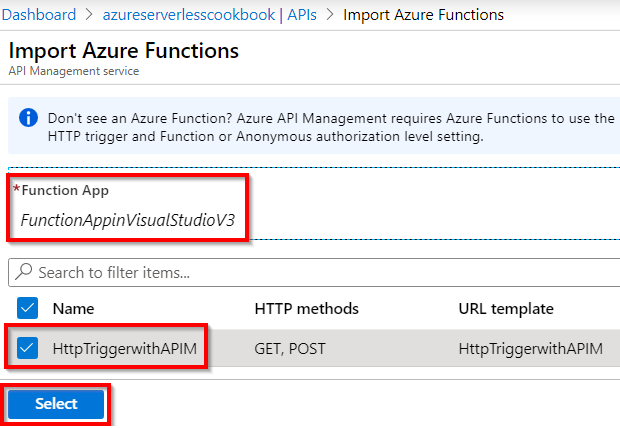 Dashboard > azureserverlesscookbook | APIs > Import Azure Functions
Import Azure Functions
API Management service
Don't see an Azure Function? Azure API Management requires Azure Functions to use the
HTTP trigger and Function or Anonymous authorization level setting.
*Function App
FunctionAppinVisualStudioV3
Search to filter items...
Name HTTP methods URL template
HttpTriggerwithAPIM GET, POST HttpTriggerwithAPIM
Select